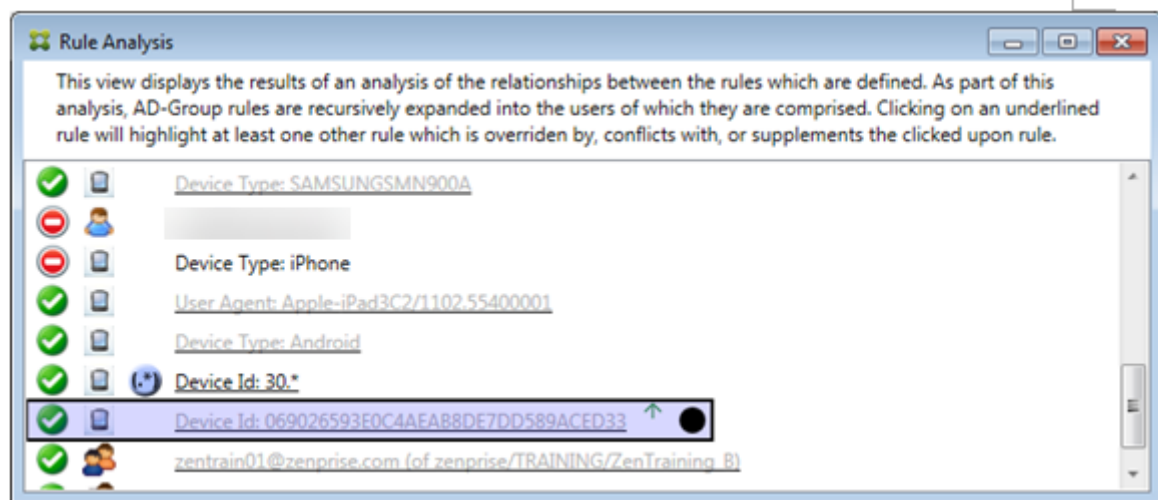 Rule Analysis
This view displays the results of an analysis of the relationships between the rules which are defined. As part of this
analysis, AD-Group rules are recursively expanded into the users of which they are comprised. Clicking on an underlined
rule will highlight at least one other rule which is overriden by, conflicts with, or supplements the clicked upon rule.
Device Type: SAMSUNGSMN900A
Device Type: iPhone
User Agent: Apple-iPad3C2/1102.55400001
Device Type: Android
(.*) Device Id: 30.*
Device Id: 069026593E0C4AEAB8DE7DD589ACED33
zentrain01@zenprise.com (of zenprise/TRAINING/ZenTraining_B)